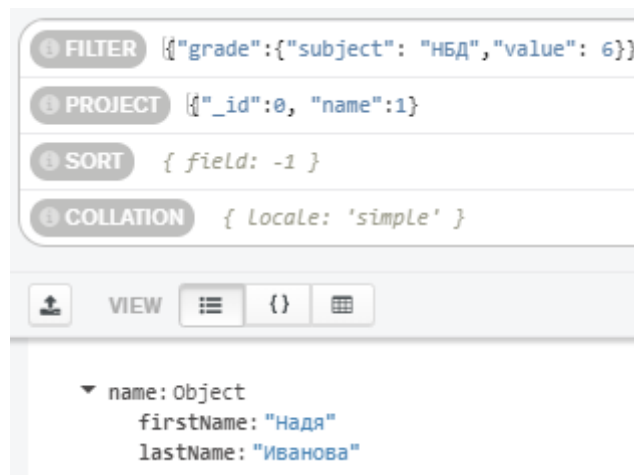 FILTER {"grade":{"subject": "НБД","value": 6}}
PROJECT {"_id":0, "name":1}
SORT { field: -1 }
COLLATION { locale: 'simple' }
VIEW {}
name: Object
firstName: "Надя"
lastName: "Иванова"